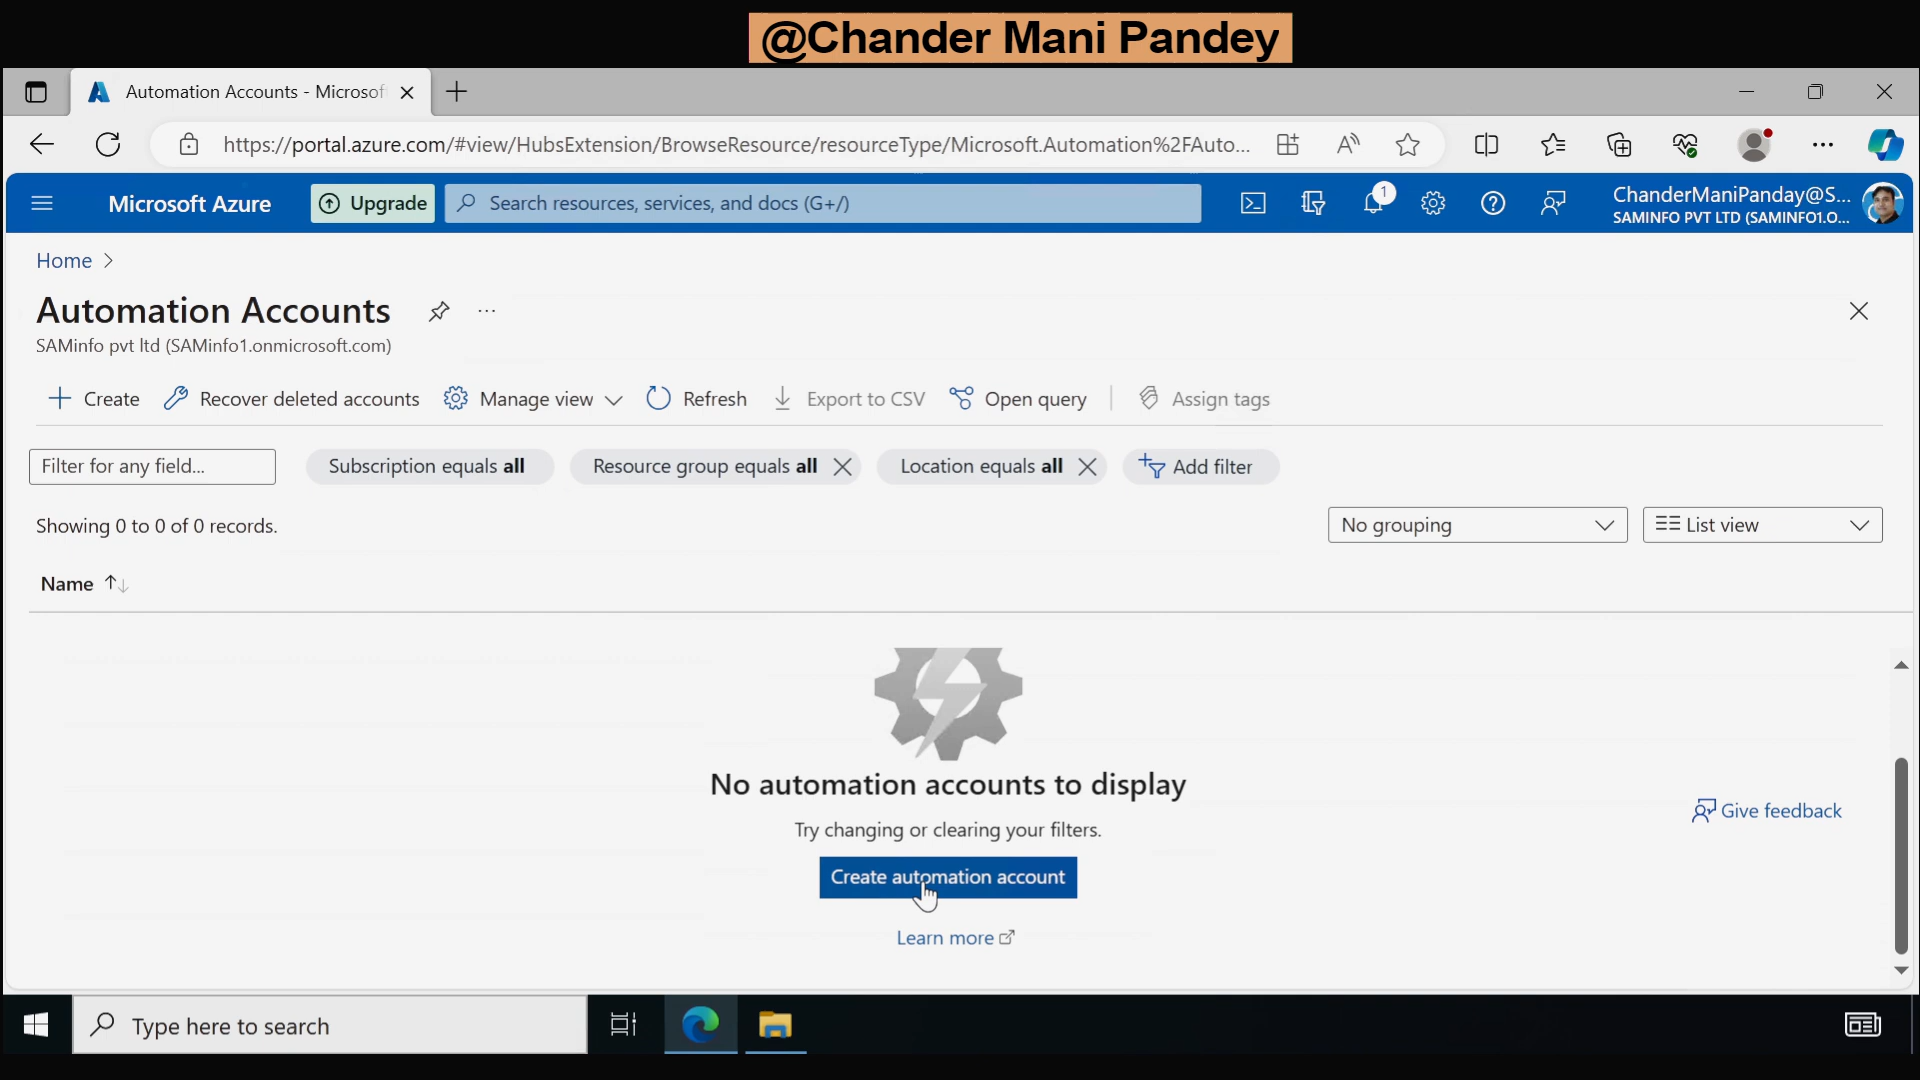 @Chander Mani Pandey
Automation Accounts - Microsof
https://portal.azure.com/#view/HubsExtension/BrowseResource/resourceType/Microsoft.Automation%2FAuto...
Microsoft Azure
Upgrade
Search resources, services, and docs (G+/)
1
ChanderManiPanday@S...
SAMINFO PVT LTD (SAMINFO1.O...
Home >
Automation Accounts
...
SAMinfo pvt ltd (SAMinfo1.onmicrosoft.com)
Create
Recover deleted accounts
Manage view
Refresh
Export to CSV
Open query
Assign tags
Filter for any field...
Subscription equals all
Resource group equals all
Location equals all
Add filter
Showing 0 to 0 of 0 records.
No grouping
List view
Name
No automation accounts to display
Try changing or clearing your filters.
Give feedback
Create automation account
Learn more
Type here to search